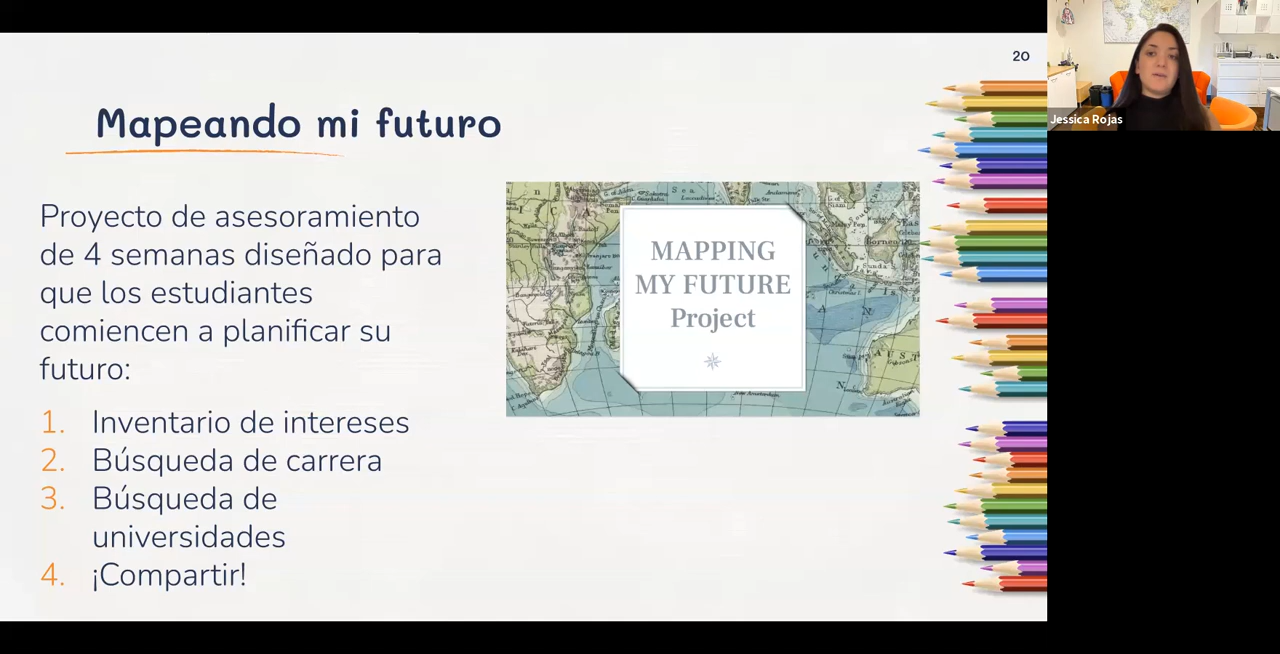 20
Mapeando mi futuro
Proyecto de asesoramiento
de 4 semanas diseñado para
que los estudiantes
comiencen a planificar su
futuro:
1. Inventario de intereses
2. Búsqueda de carrera
3. Búsqueda de
universidades
4. ¡Compartir!
MAPPING
MY FUTURE
Project
Jessica Rojas